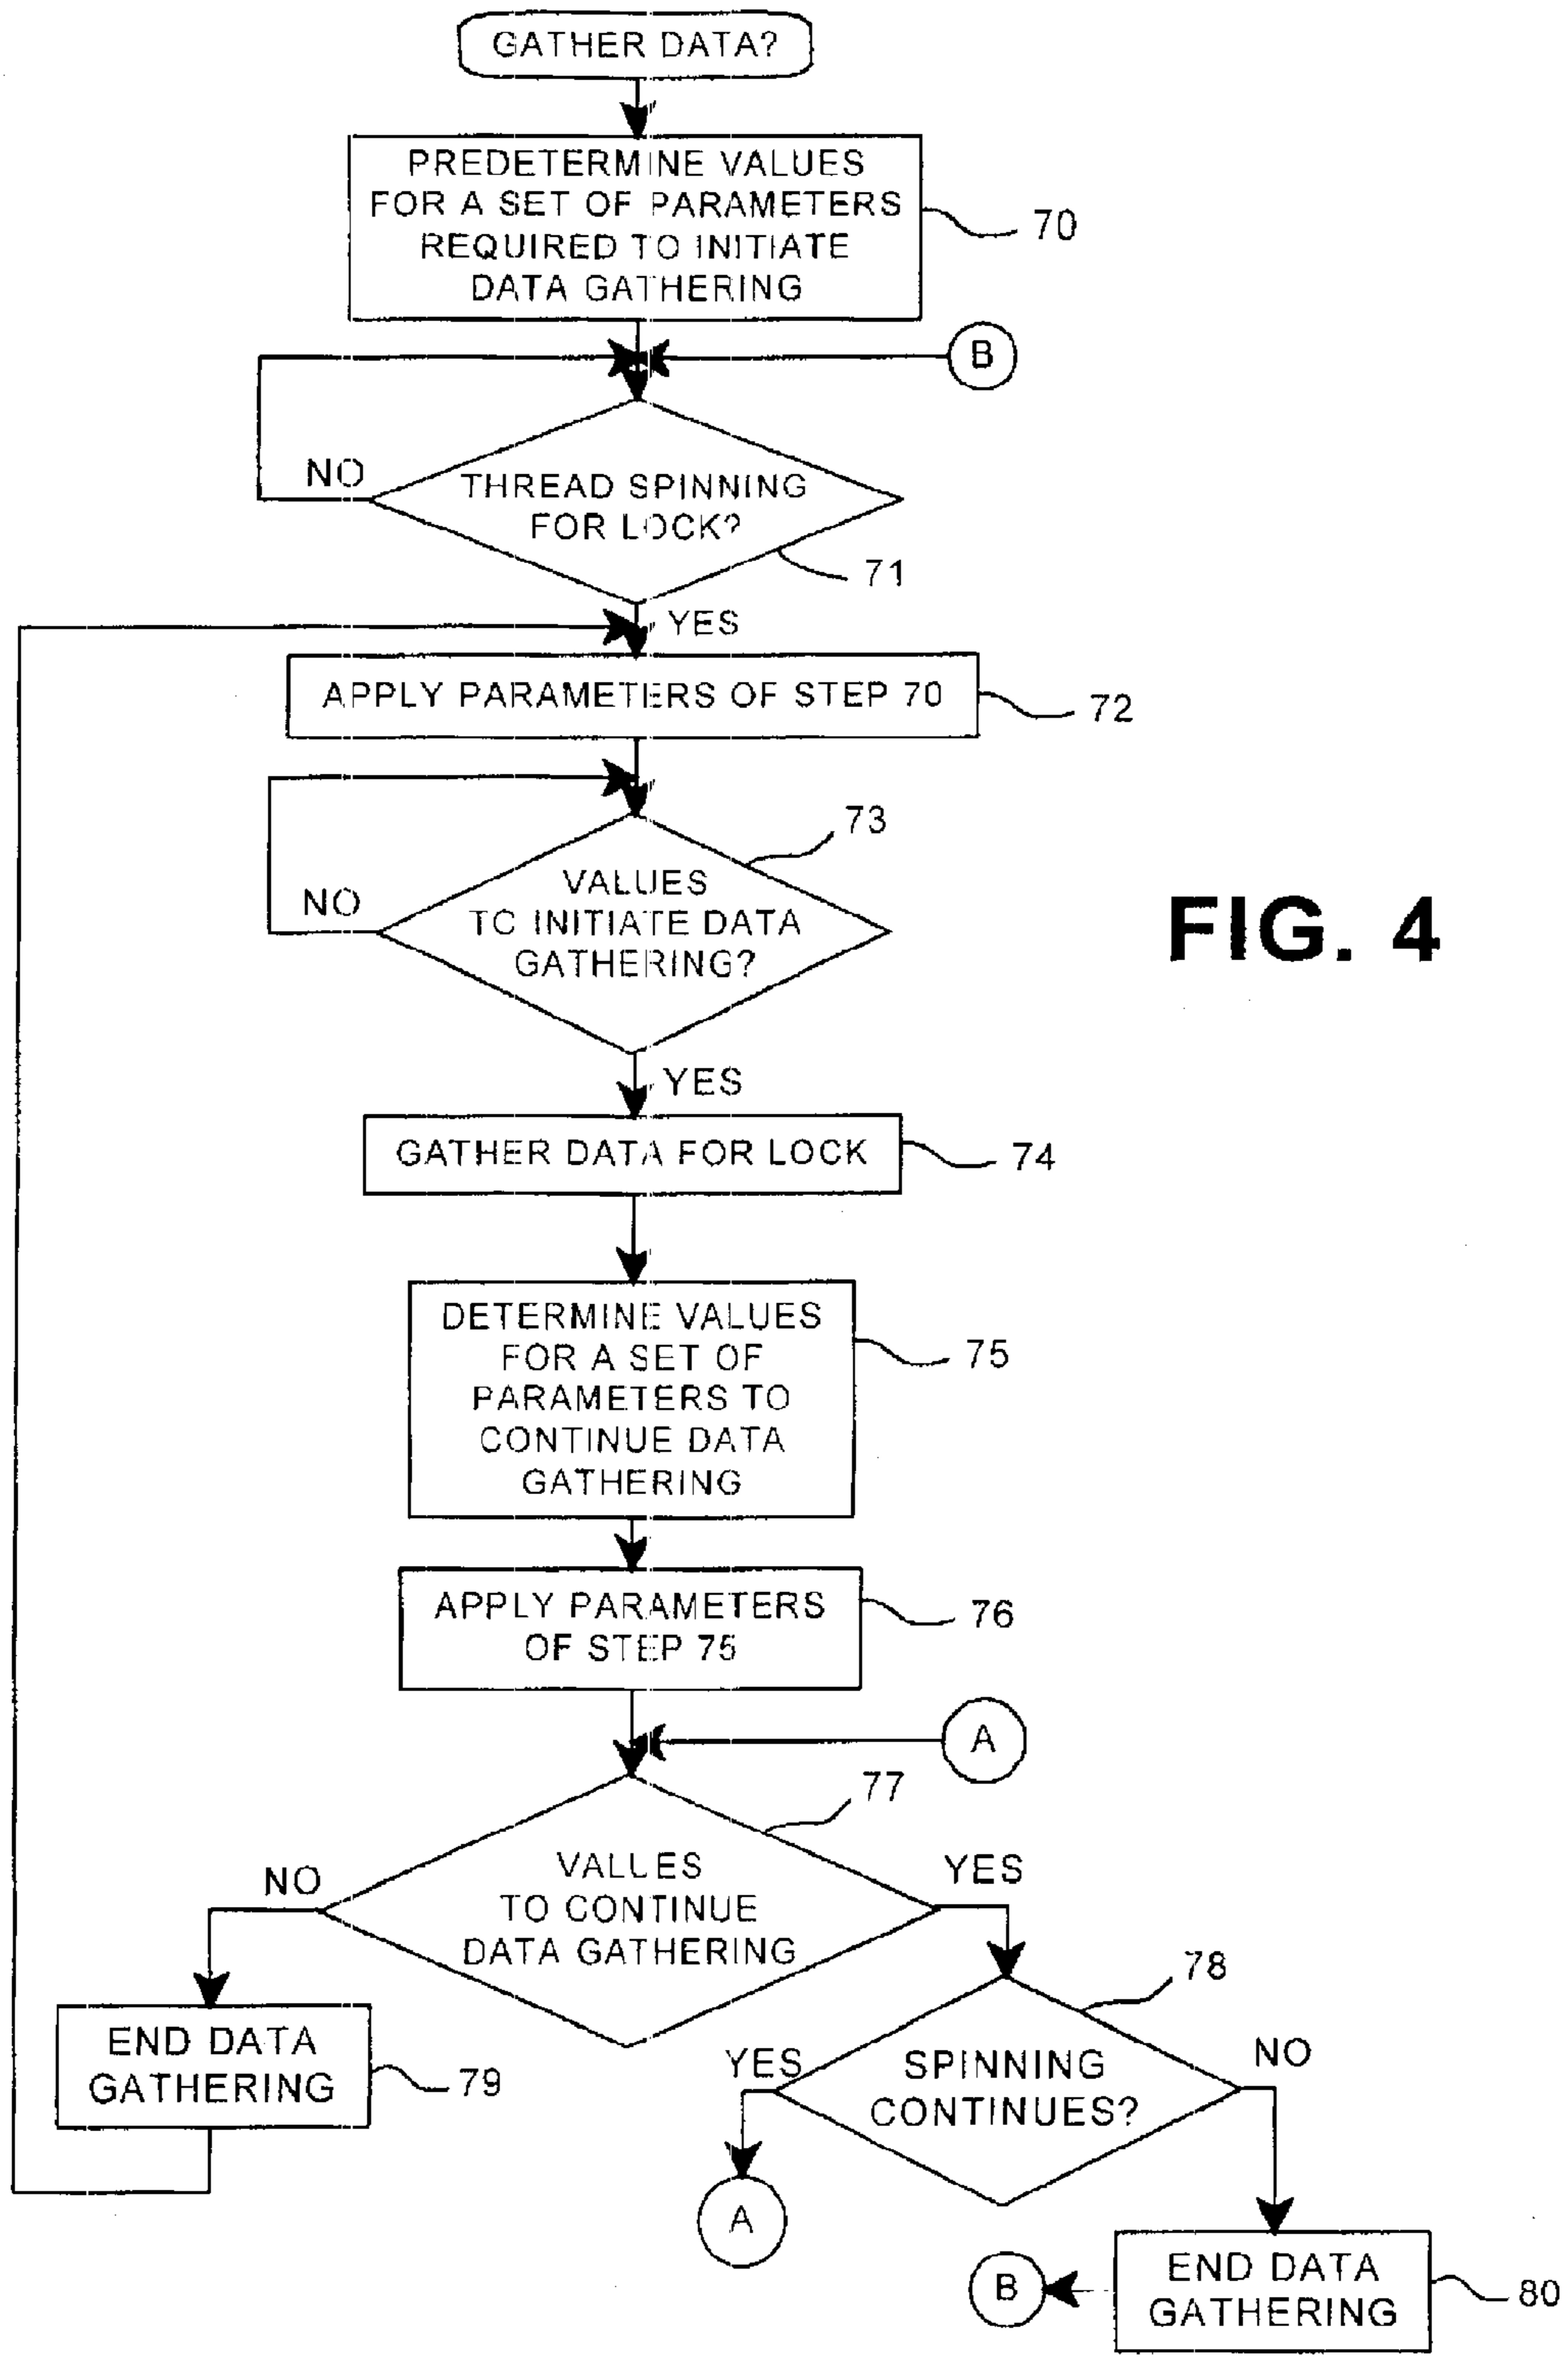 GATHER DATA?
PREDETERMINE VALUES
FOR A SET OF PARAMETERS
REQUIRED TO INITIATE
DATA GATHERING
70
B
NO
THREAD SPINNING
FOR LOCK?
71
YES
APPLY PARAMETERS OF STEP 70
72
73
NO
VALUES
TO INITIATE DATA
GATHERING?
FIG. 4
YES
GATHER DATA FOR LOCK
74
DETERMINE VALUES
FOR A SET OF
PARAMETERS TO
CONTINUE DATA
GATHERING
75
APPLY PARAMETERS
OF STEP 75
76
A
77
NO
VALUES
TO CONTINUE
DATA GATHERING
YES
78
END DATA
GATHERING
79
YES
SPINNING
CONTINUES?
NO
A
B
END DATA
GATHERING
80